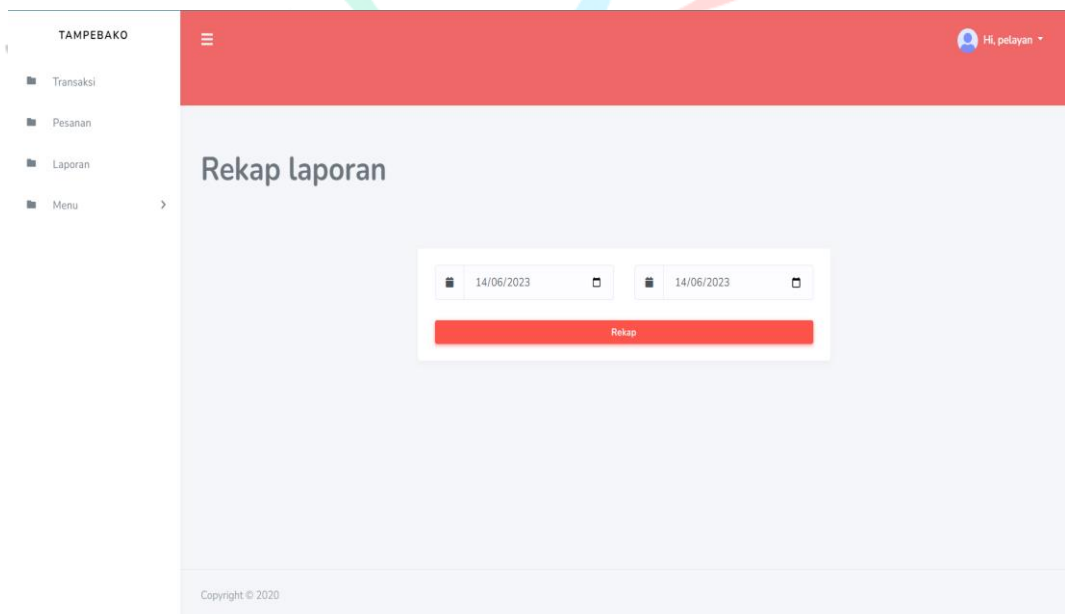 TAMPEBAKO
Hi, pelayan
Transaksi
Pesanan
Laporan
Menu
Rekap laporan
14/06/2023
14/06/2023
Rekap
Copyright © 2020